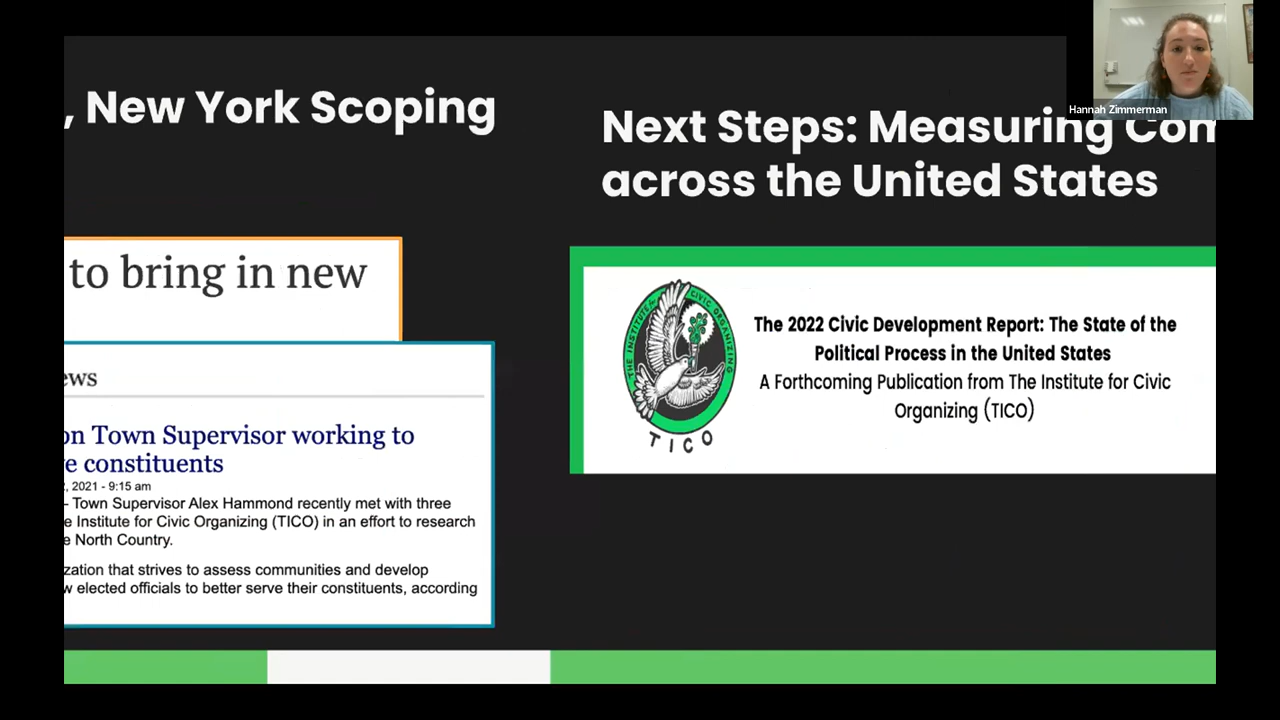 , New York Scoping
to bring in new
ews
on Town Supervisor working to
e constituents
2, 2021 - 9:15 am
- Town Supervisor Alex Hammond recently met with three
e Institute for Civic Organizing (TICO) in an effort to research
e North Country.
zation that strives to assess communities and develop
w elected officials to better serve their constituents, according
Next Steps: Measuring Com
across the United States
THE INSTITUTE for CIVIC ORGANIZING
TICO
The 2022 Civic Development Report: The State of the
Political Process in the United States
A Forthcoming Publication from The Institute for Civic
Organizing (TICO)
Hannah Zimmerman